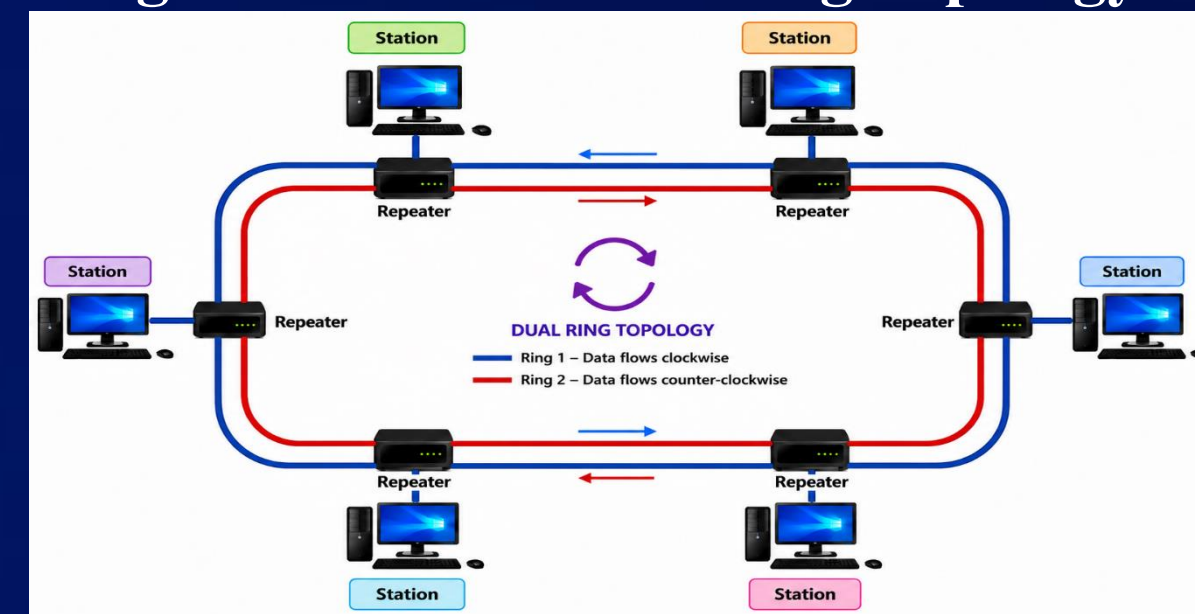 Station
Station
Repeater
Repeater
Station
Station
Repeater
Repeater
DUAL RING TOPOLOGY
Ring 1 – Data flows clockwise
Ring 2 – Data flows counter-clockwise
Repeater
Repeater
Station
Station